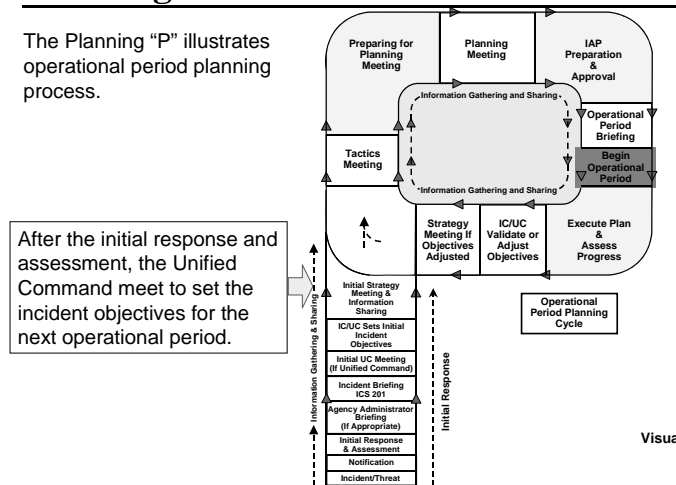 The Planning “P” illustrates
operational period planning
process.
After the initial response and
assessment, the Unified
Command meet to set the
incident objectives for the
next operational period.
Preparing for
Planning
Meeting
Planning
Meeting
IAP
Preparation
&
Approval
Information Gathering and Sharing
Operational
Period
Briefing
Begin
Operational
Period
Tactics
Meeting
Information Gathering and Sharing
Strategy
Meeting If
Objectives
Adjusted
IC/UC
Validate or
Adjust
Objectives
Execute Plan
&
Assess
Progress
Operational
Period Planning
Cycle
Initial Strategy
Meeting &
Information
Sharing
IC/UC Sets Initial
Incident
Objectives
Initial UC Meeting
(If Unified Command)
Incident Briefing
ICS 201
Agency Administrator
Briefing
(If Appropriate)
Initial Response
& Assessment
Notification
Incident/Threat
Information Gathering & Sharing
Initial Response
Visua